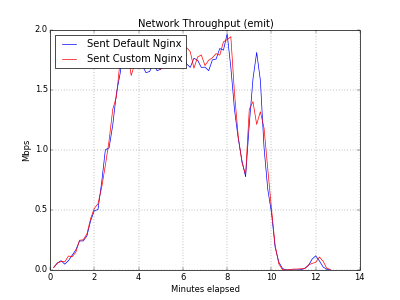 Network Throughput (emit)
2.0
Sent Default Nginx
Sent Custom Nginx
1.5
Mbps
1.0
0.5
0.0
0 2 4 6 8 10 12 14
Minutes elapsed